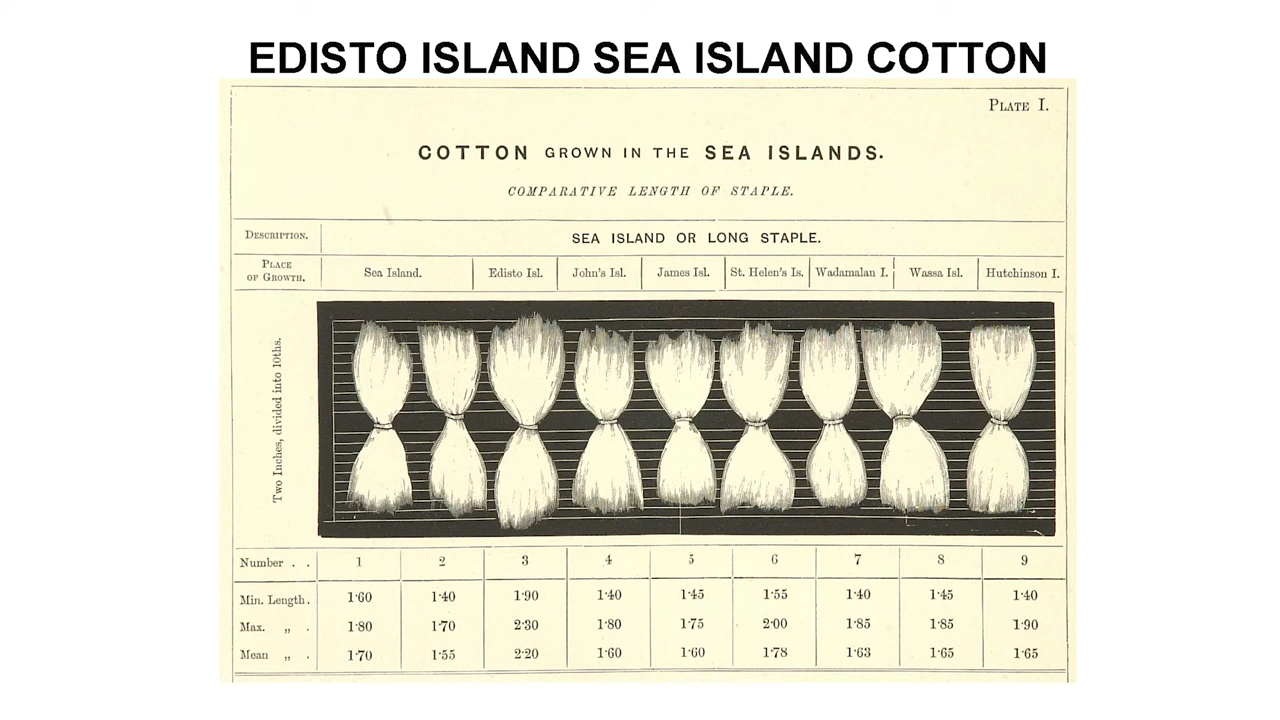 EDISTO ISLAND SEA ISLAND COTTON
PLATE I.
COTTON GROWN IN THE SEA ISLANDS.
COMPARATIVE LENGTH OF STAPLE.
DESCRIPTION. SEA ISLAND OR LONG STAPLE.
PLACE OF GROWTH. Sea Island. Edisto Isl. John's Isl. James Isl. St. Helen's Is. Wadamalau I. Wassa Isl. Hutchinson I.
Two Inches, divided into 10ths.
Number . . 1 2 3 4 5 6 7 8 9
Min. Length. 1·60 1·40 1·90 1·40 1·45 1·55 1·40 1·45 1·40
Max. „ . 1·80 1·70 2·30 1·80 1·75 2·00 1·85 1·85 1·90
Mean „ . 1·70 1·55 2·20 1·60 1·60 1·78 1·63 1·65 1·65